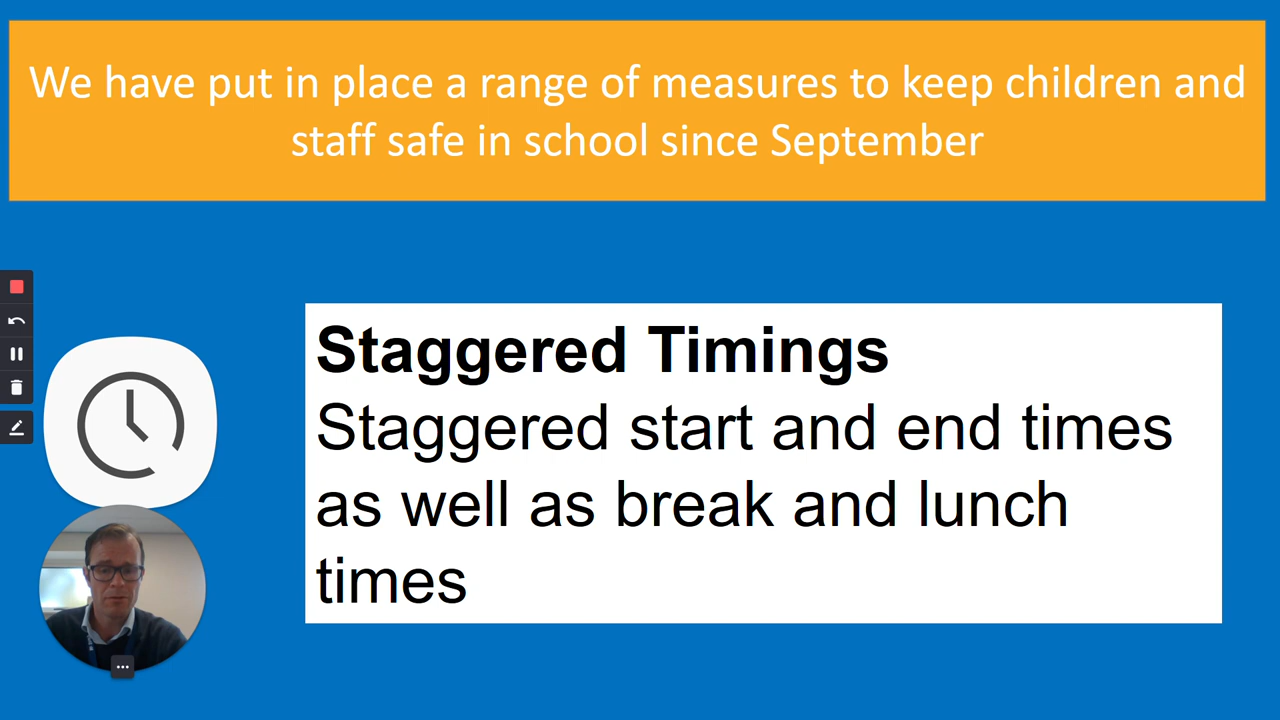 We have put in place a range of measures to keep children and
staff safe in school since September
Staggered Timings
Staggered start and end times
as well as break and lunch
times